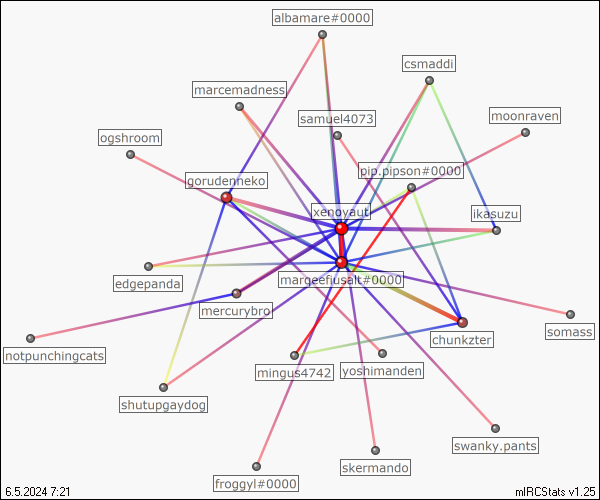 albamare#0000
csmaddi
marcemadness
samuel4073
moonraven
ogshroom
pip.pipson#0000
gorudenneko
xenoyaut
ikasuzu
edgepanda
marqeefiusalt#0000
mercurybro
somass
chunkzter
notpunchingcats
mingus4742
yoshimanden
shutupgaydog
swanky.pants
skermando
froggyl#0000
6.5.2024 7:21
mIRCStats v1.25